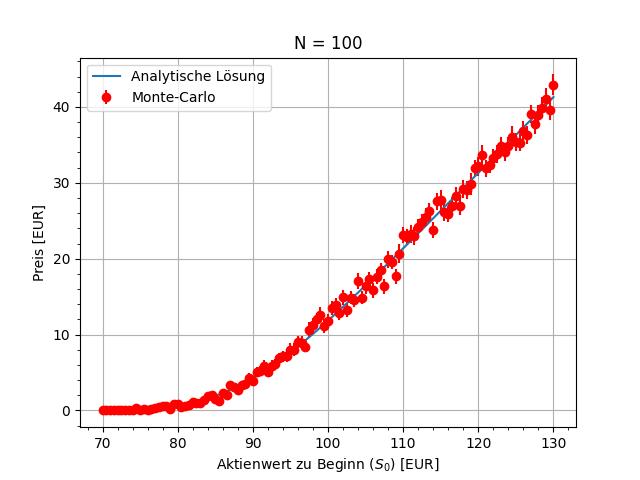 N = 100
Analytische Lösung
Monte-Carlo
Preis [EUR]
40
30
20
10
0
70 80 90 100 110 120 130
Aktienwert zu Beginn (S₀) [EUR]